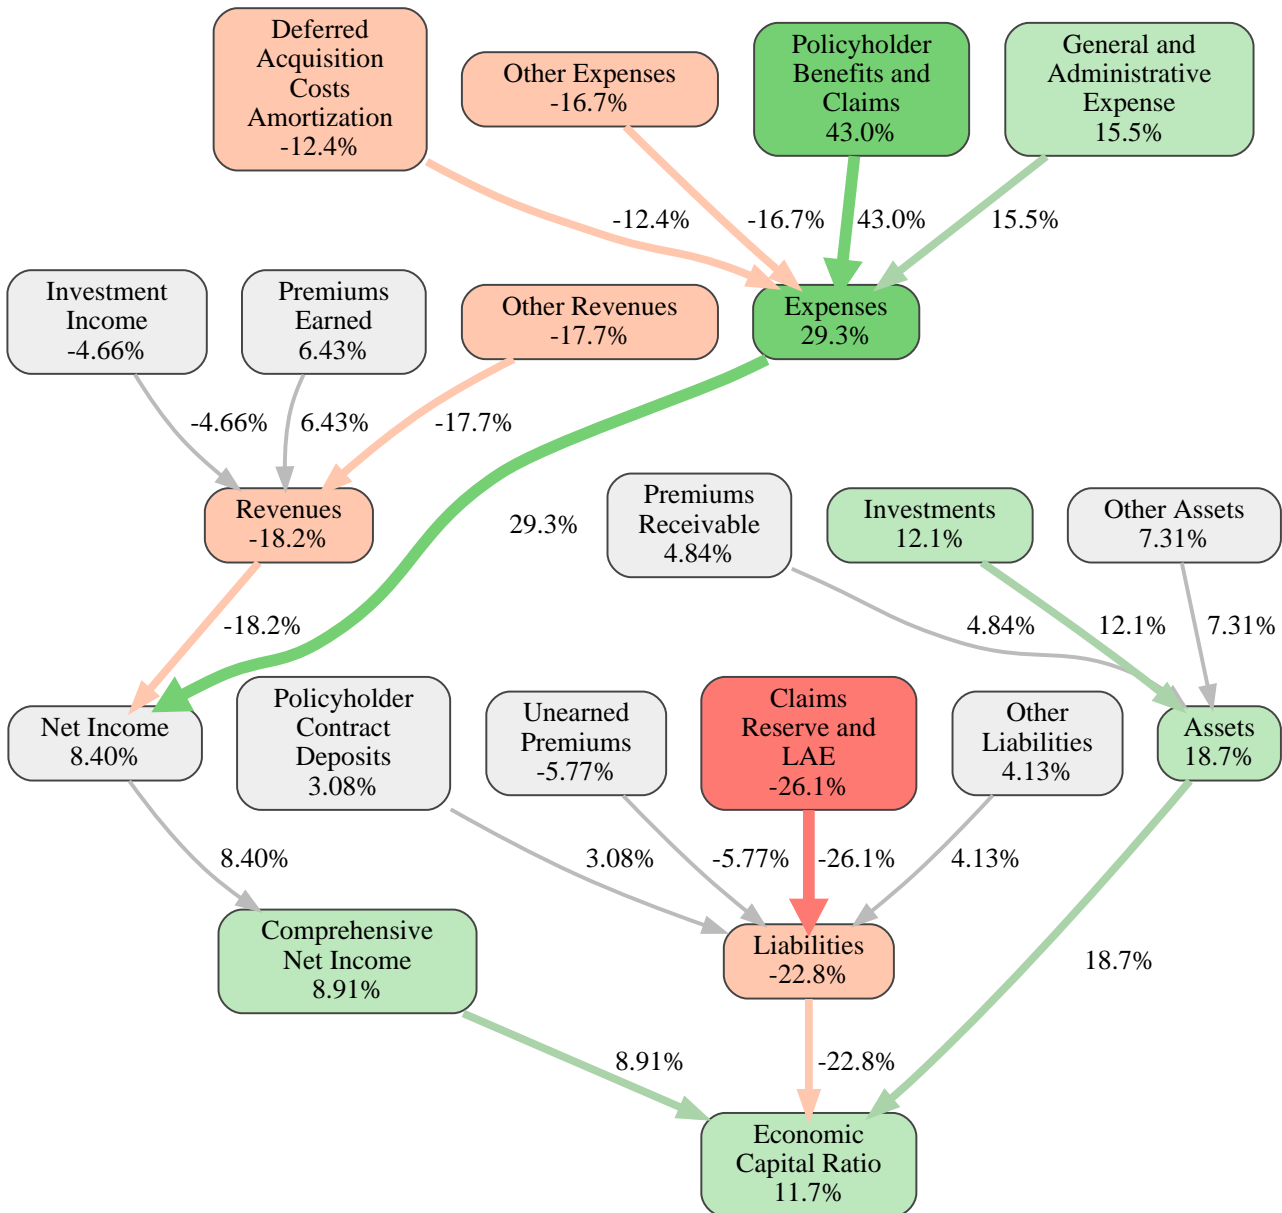 Deferred
Acquisition
Costs
Amortization
-12.4%
Other Expenses
-16.7%
Policyholder
Benefits and
Claims
43.0%
General and
Administrative
Expense
15.5%
-12.4%
-16.7%
43.0%
15.5%
Investment
Income
-4.66%
Premiums
Earned
6.43%
Other Revenues
-17.7%
Expenses
29.3%
-4.66%
6.43%
-17.7%
Revenues
-18.2%
29.3%
Premiums
Receivable
4.84%
Investments
12.1%
Other Assets
7.31%
-18.2%
4.84%
12.1%
7.31%
Net Income
8.40%
Policyholder
Contract
Deposits
3.08%
Unearned
Premiums
-5.77%
Claims
Reserve and
LAE
-26.1%
Other
Liabilities
4.13%
Assets
18.7%
8.40%
3.08%
-5.77%
-26.1%
4.13%
Comprehensive
Net Income
8.91%
Liabilities
-22.8%
18.7%
8.91%
-22.8%
Economic
Capital Ratio
11.7%